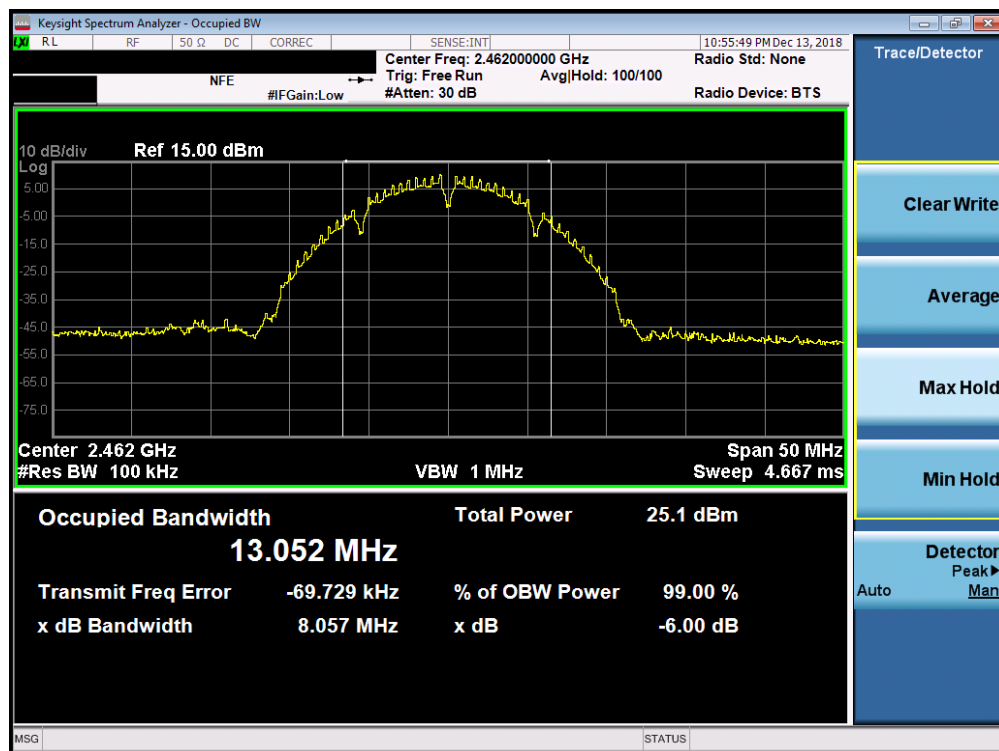 Keysight Spectrum Analyzer - Occupied BW
LXI RL RF 50 Ω DC CORREC SENSE:INT 10:55:49 PM Dec 13, 2018
Center Freq: 2.462000000 GHz Radio Std: None
NFE Trig: Free Run Avg|Hold: 100/100
#IFGain:Low #Atten: 30 dB Radio Device: BTS
Trace/Detector
10 dB/div Ref 15.00 dBm
Log
5.00
-5.00
-15.0
-25.0
-35.0
-45.0
-55.0
-65.0
-75.0
Center 2.462 GHz Span 50 MHz
#Res BW 100 kHz VBW 1 MHz Sweep 4.667 ms
Occupied Bandwidth Total Power 25.1 dBm
13.052 MHz
Transmit Freq Error -69.729 kHz % of OBW Power 99.00 %
x dB Bandwidth 8.057 MHz x dB -6.00 dB
Clear Write
Average
Max Hold
Min Hold
Detector
Peak▶
Auto Man
MSG STATUS